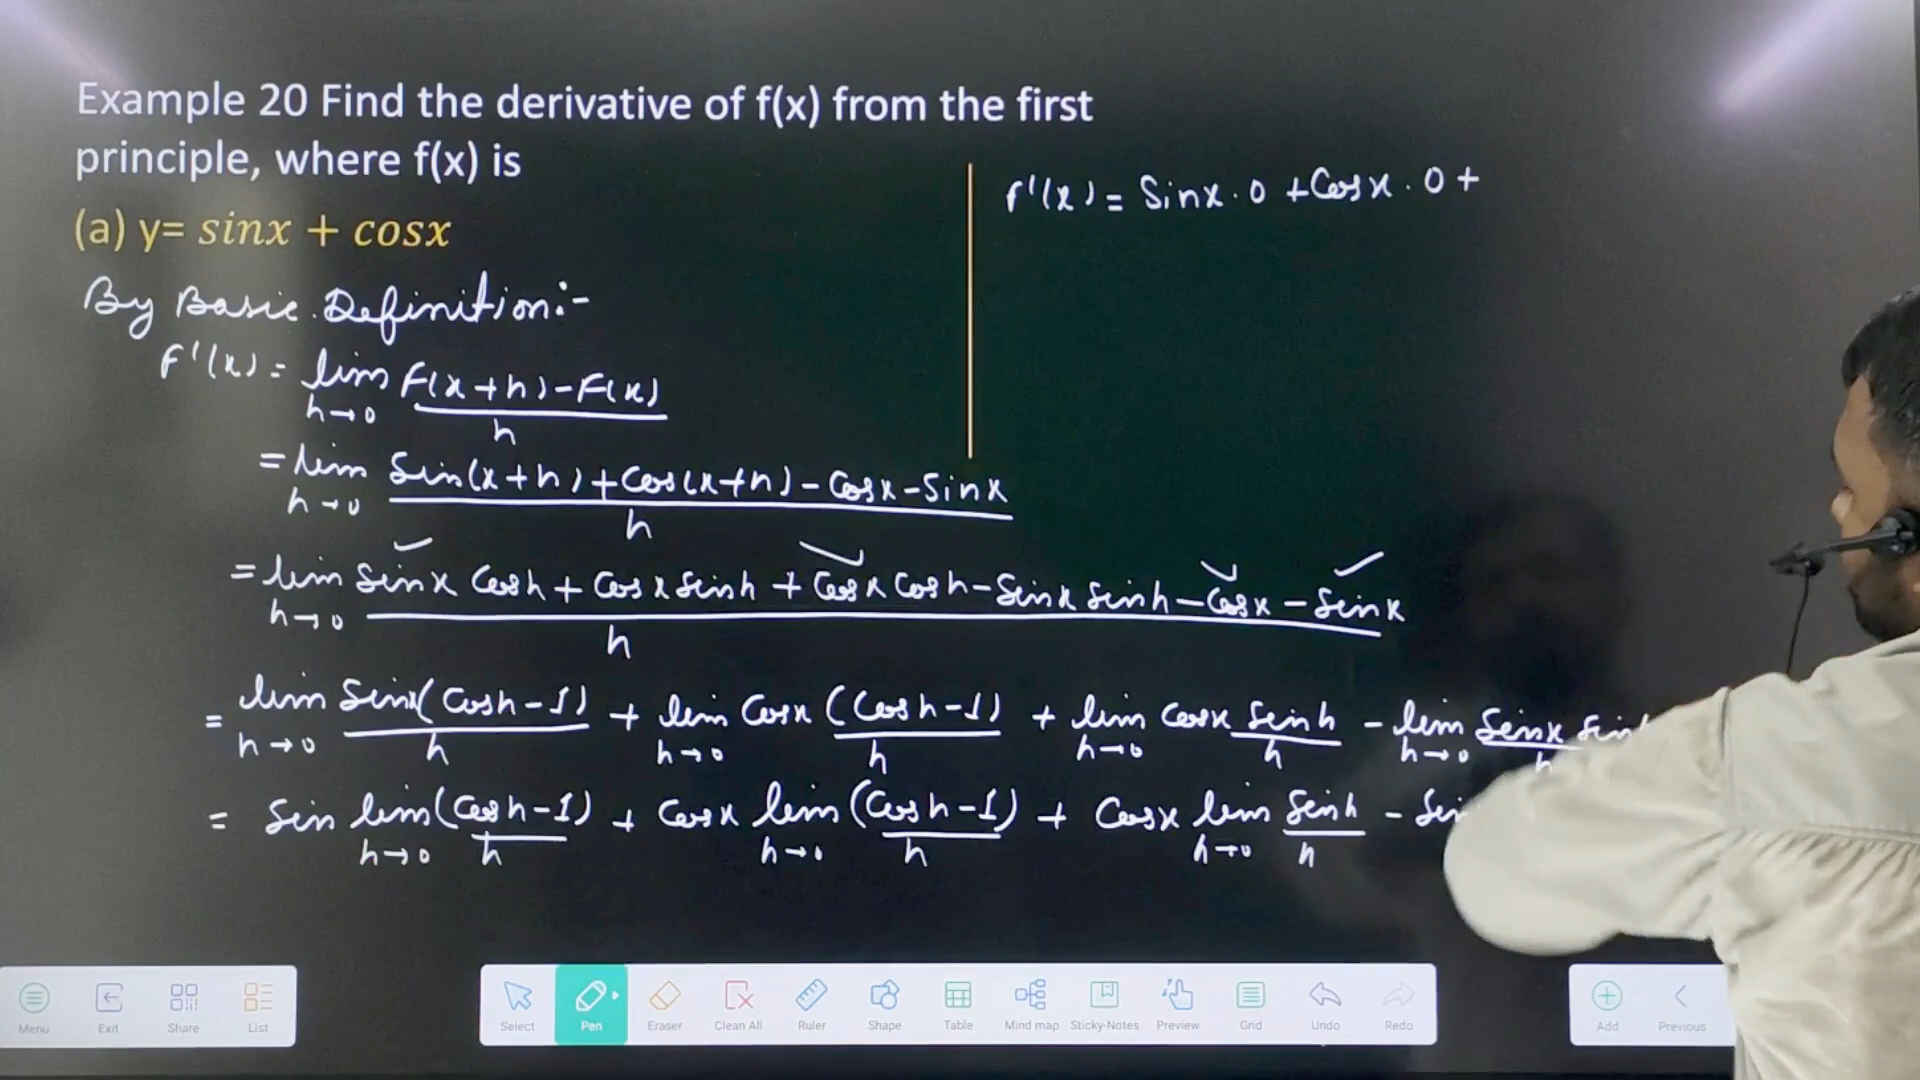 Example 20 Find the derivative of f(x) from the first
principle, where f(x) is
(a) y= sinx + cosx
By Basic Definition:-
F'(x) = lim h→0 F(x+h)-F(x) / h
= lim h→0 Sin(x+h)+Cos(x+h)-Cosx-Sinx / h
= lim h→0 Sinx Cosh + Cosx Sinh + Cosx Cosh - Sinx Sinh - Cosx - Sinx / h
= lim h→0 Sinx(Cosh-1) / h + lim h→0 Cosx (Cosh-1) / h + lim h→0 Cosx Sinh / h - lim h→0 Sinx
= Sin lim h→0 (Cosh-1) / h + Cosx lim h→0 (Cosh-1) / h + Cosx lim h→0 Sinh / h -
F'(x) = Sinx·0 + Cosx·0 +
Menu Exit Share List
Select Pen Eraser Clean All Ruler Shape Table Mind map Sticky-Notes Preview Grid Undo Redo
Add Previous